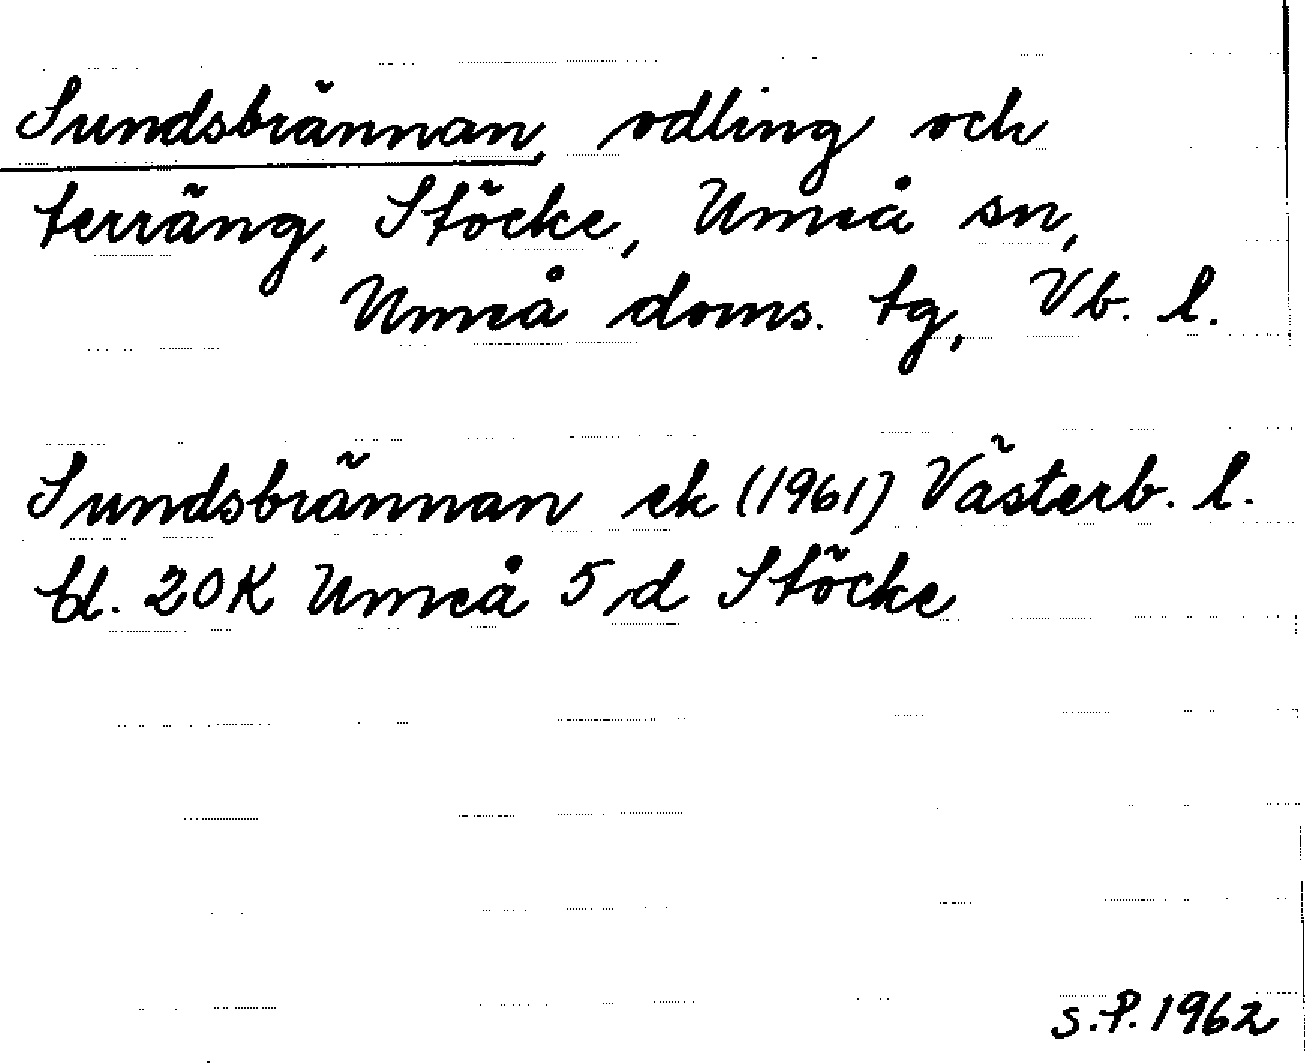 Sundsbrännan, odling och
terräng, Stöcke, Umeå sn,
Umeå doms. tg, Vb. l.
Sundsbrännan ek (1961) Västerb. l.
bl. 20K Umeå 5 d Stöcke
S.P. 1962